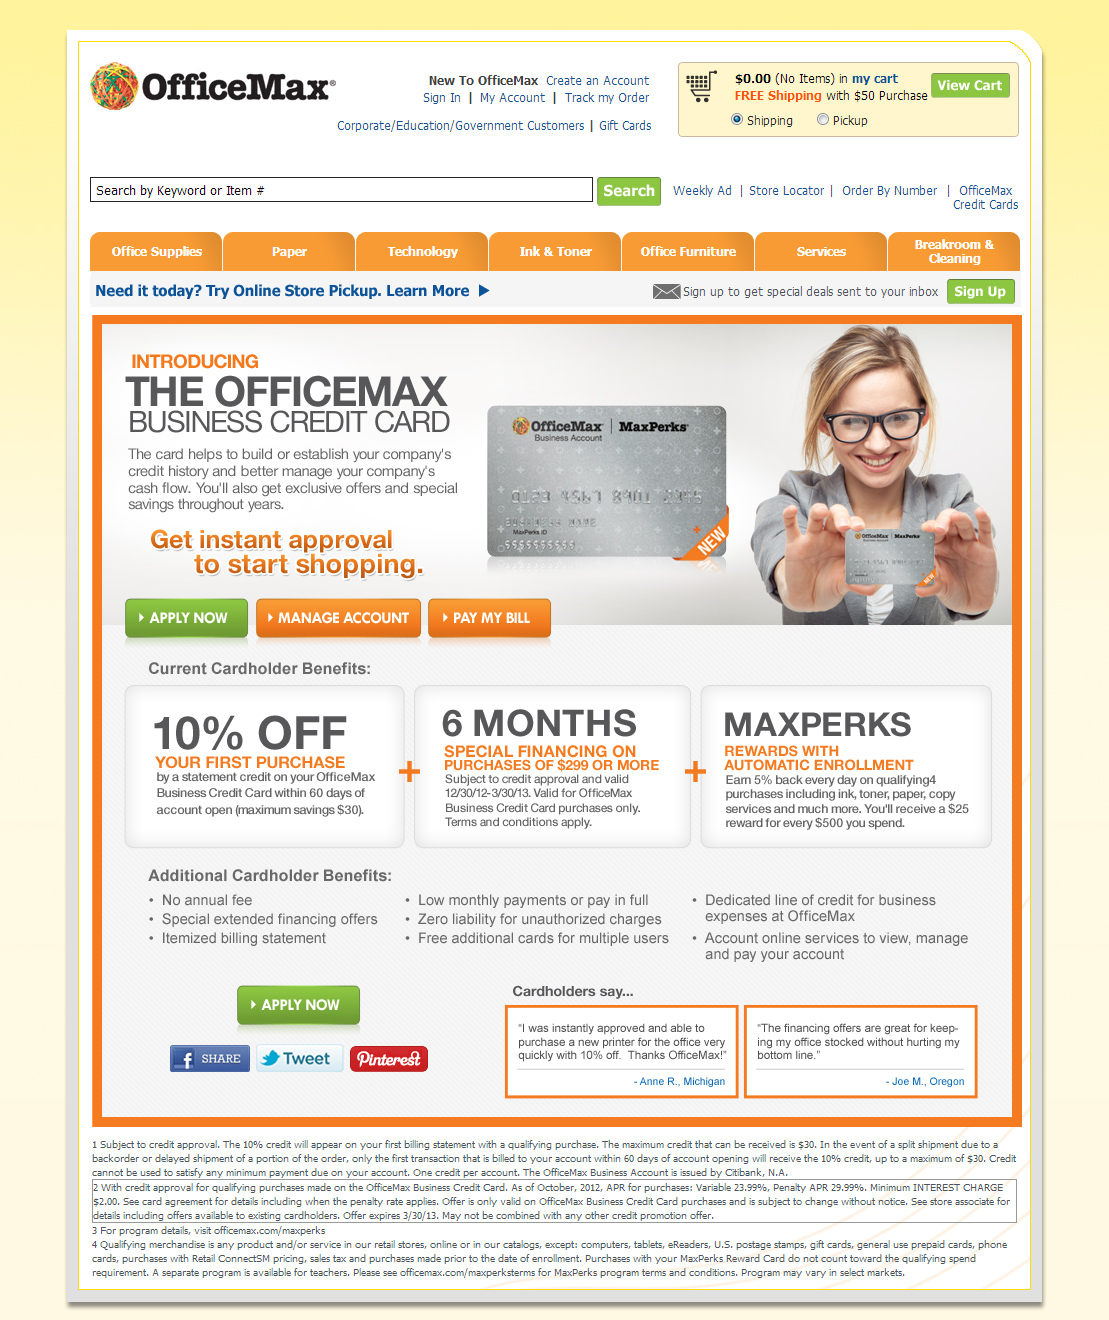 OfficeMax®
New To OfficeMax Create an Account
Sign In | My Account | Track my Order
Corporate/Education/Government Customers | Gift Cards
$0.00 (No Items) in my cart
FREE Shipping with $50 Purchase
View Cart
Shipping Pickup
Search by Keyword or Item #
Search
Weekly Ad | Store Locator | Order By Number | OfficeMax
Credit Cards
Office Supplies
Paper
Technology
Ink & Toner
Office Furniture
Services
Breakroom &
Cleaning
Need it today? Try Online Store Pickup. Learn More
Sign up to get special deals sent to your inbox
Sign Up
INTRODUCING
THE OFFICEMAX
BUSINESS CREDIT CARD
The card helps to build or establish your company's
credit history and better manage your company's
cash flow. You'll also get exclusive offers and special
savings throughout years.
Get instant approval
to start shopping.
OfficeMax | MaxPerks
Business Account
0123 4567 8901 2345
BUSINESS NAME
MaxPerks ID
5555555555
NEW
OfficeMax | MaxPerks
NEW
APPLY NOW
MANAGE ACCOUNT
PAY MY BILL
Current Cardholder Benefits:
10% OFF
YOUR FIRST PURCHASE
by a statement credit on your OfficeMax
Business Credit Card within 60 days of
account open (maximum savings $30).
+
6 MONTHS
SPECIAL FINANCING ON
PURCHASES OF $299 OR MORE
Subject to credit approval and valid
12/30/12-3/30/13. Valid for OfficeMax
Business Credit Card purchases only.
Terms and conditions apply.
+
MAXPERKS
REWARDS WITH
AUTOMATIC ENROLLMENT
Earn 5% back every day on qualifying4
purchases including ink, toner, paper, copy
services and much more. You'll receive a $25
reward for every $500 you spend.
Additional Cardholder Benefits:
• No annual fee
• Special extended financing offers
• Itemized billing statement
• Low monthly payments or pay in full
• Zero liability for unauthorized charges
• Free additional cards for multiple users
• Dedicated line of credit for business
expenses at OfficeMax
• Account online services to view, manage
and pay your account
APPLY NOW
f SHARE
Tweet
Pinterest
Cardholders say...
“I was instantly approved and able to
purchase a new printer for the office very
quickly with 10% off. Thanks OfficeMax!”
- Anne R., Michigan
“The financing offers are great for keep-
ing my office stocked without hurting my
bottom line.”
- Joe M., Oregon
1 Subject to credit approval. The 10% credit will appear on your first billing statement with a qualifying purchase. The maximum credit that can be received is $30. In the event of a split shipment due to a
backorder or delayed shipment of a portion of the order, only the first transaction that is billed to your account within 60 days of account opening will receive the 10% credit, up to a maximum of $30. Credit
cannot be used to satisfy any minimum payment due on your account. One credit per account. The OfficeMax Business Account is issued by Citibank, N.A.
2 With credit approval for qualifying purchases made on the OfficeMax Business Credit Card. As of October, 2012, APR for purchases: Variable 23.99%, Penalty APR 29.99%. Minimum INTEREST CHARGE
$2.00. See card agreement for details including when the penalty rate applies. Offer is only valid on OfficeMax Business Credit Card purchases and is subject to change without notice. See store associate for
details including offers available to existing cardholders. Offer expires 3/30/13. May not be combined with any other credit promotion offer.
3 For program details, visit officemax.com/maxperks
4 Qualifying merchandise is any product and/or service in our retail stores, online or in our catalogs, except: computers, tablets, eReaders, U.S. postage stamps, gift cards, general use prepaid cards, phone
cards, purchases with Retail ConnectSM pricing, sales tax and purchases made prior to the date of enrollment. Purchases with your MaxPerks Reward Card do not count toward the qualifying spend
requirement. A separate program is available for teachers. Please see officemax.com/maxperksterms for MaxPerks program terms and conditions. Program may vary in select markets.